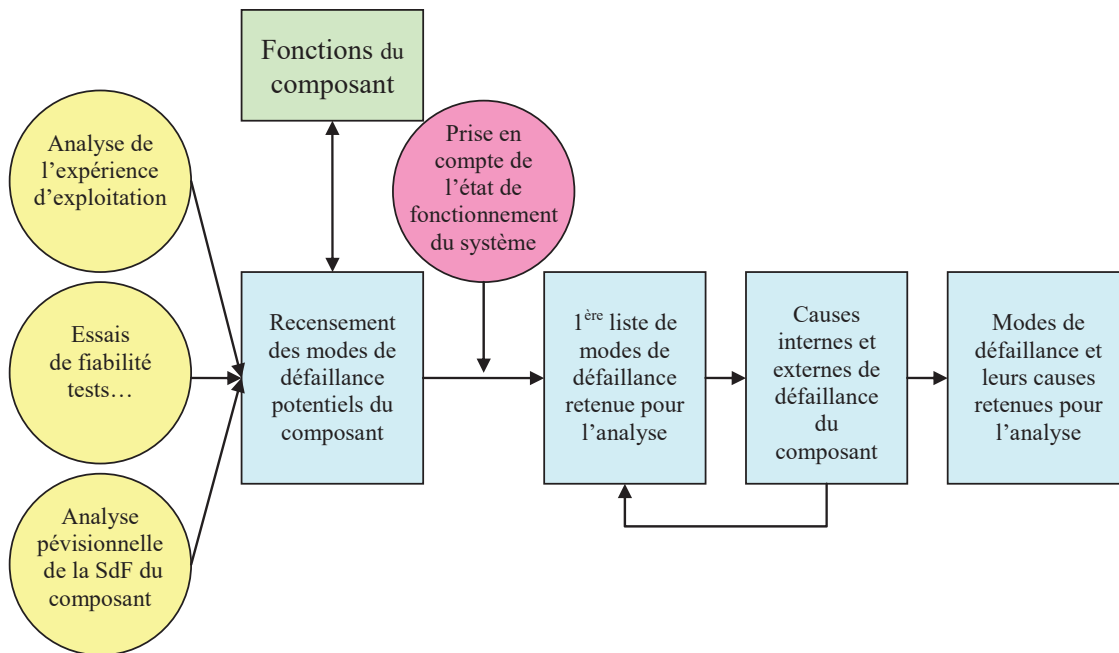 Fonctions du
composant
Analyse de
l'expérience
d'exploitation
Prise en
compte de
l'état de
fonctionnement
du système
Essais
de fiabilité
tests…
Recensement
des modes de
défaillance
potentiels du
composant
1ère liste de
modes de
défaillance
retenue pour
l'analyse
Causes
internes et
externes de
défaillance
du
composant
Modes de
défaillance et
leurs causes
retenues pour
l'analyse
Analyse
pévisionnelle
de la SdF du
composant